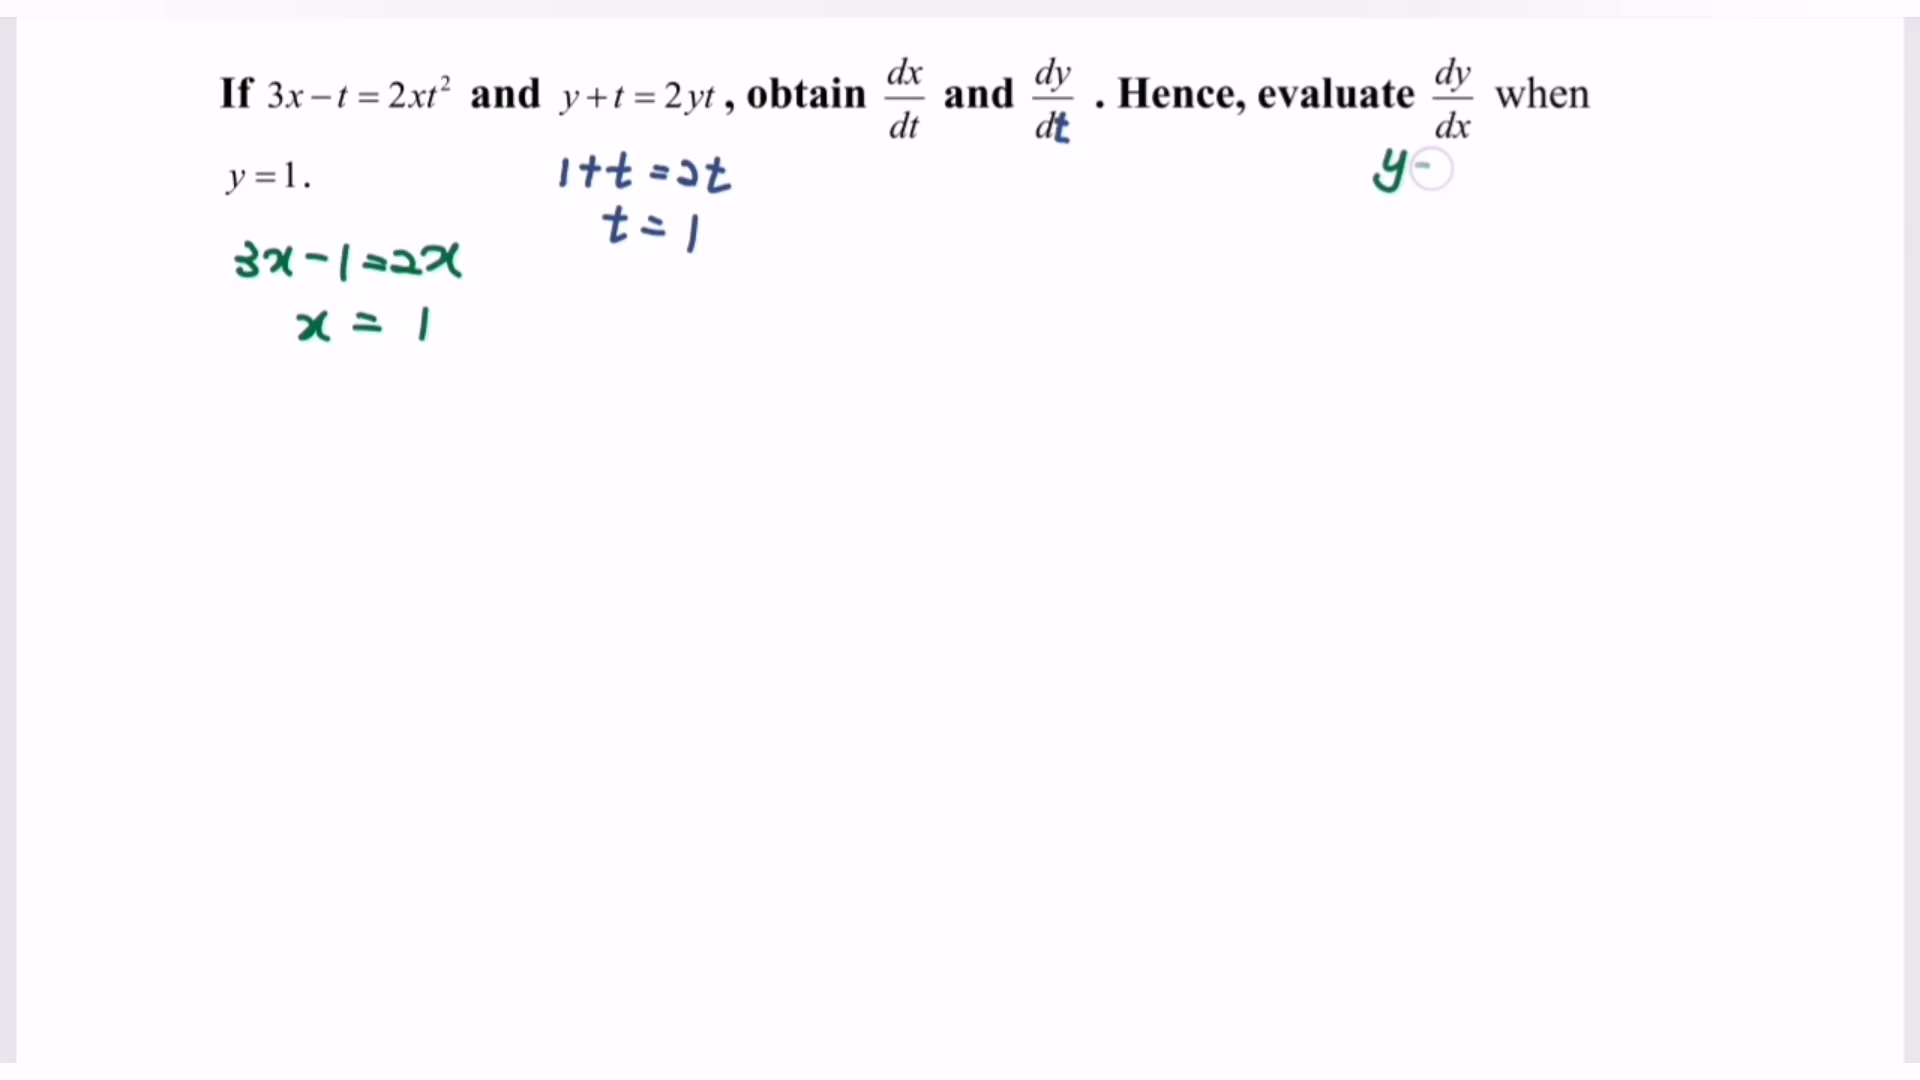 If 3x − t = 2xt² and y + t = 2yt, obtain dx/dt and dy/dt. Hence, evaluate dy/dx when
y = 1.
1 + t = 2t
t = 1
y =
3x − 1 = 2x
x = 1